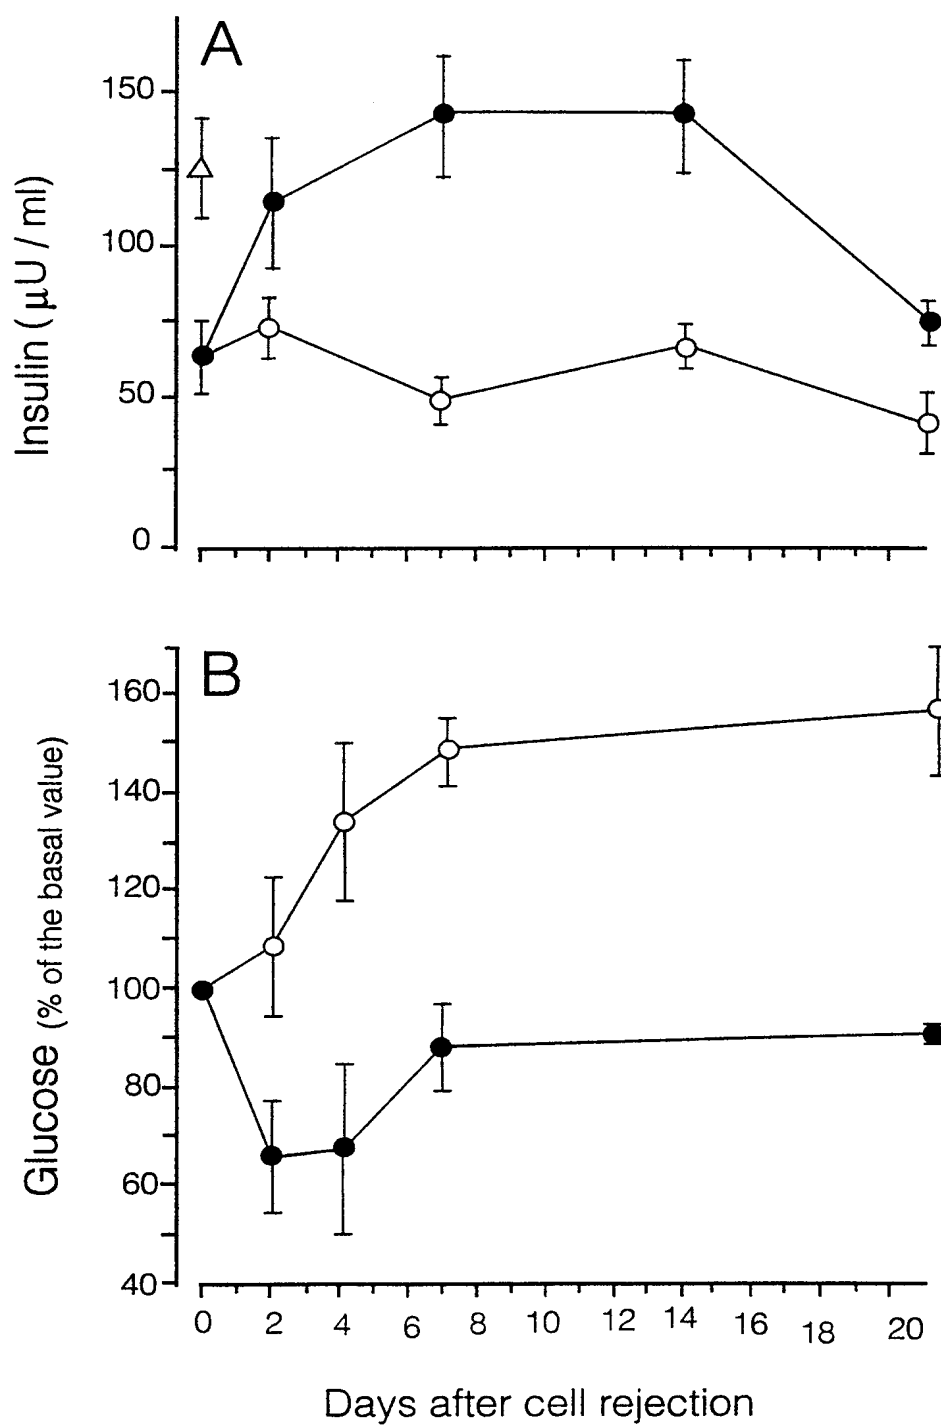 A
150
100
50
0
Insulin ( μU / ml)
B
160
140
120
100
80
60
40
Glucose (% of the basal value)
0 2 4 6 8 10 12 14 16 18 20
Days after cell rejection